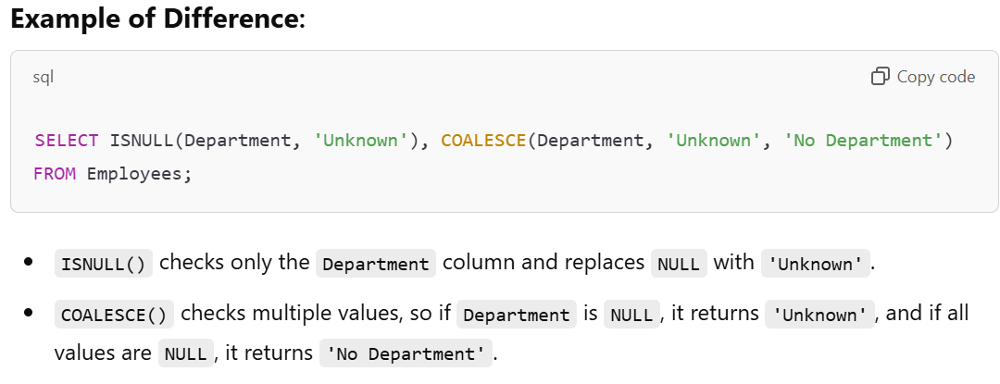 Example of Difference:
sql
Copy code
SELECT ISNULL(Department, 'Unknown'), COALESCE(Department, 'Unknown', 'No Department')
FROM Employees;
• ISNULL() checks only the Department column and replaces NULL with 'Unknown'.
• COALESCE() checks multiple values, so if Department is NULL, it returns 'Unknown', and if all
values are NULL, it returns 'No Department'.